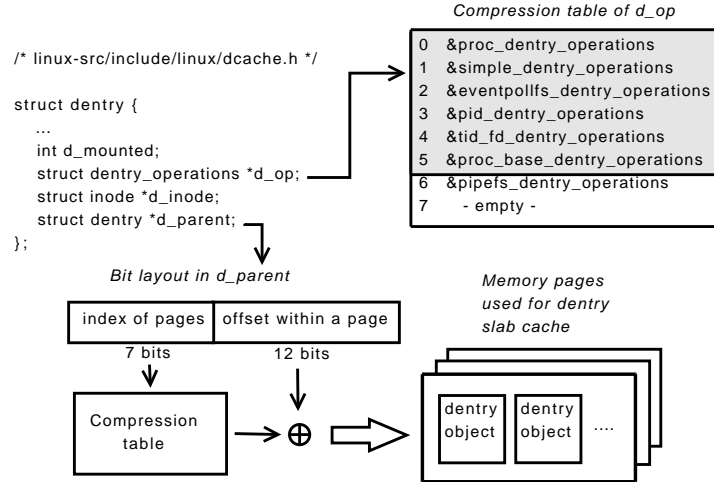 Compression table of d_op
0 &proc_dentry_operations
1 &simple_dentry_operations
2 &eventpollfs_dentry_operations
3 &pid_dentry_operations
4 &tid_fd_dentry_operations
5 &proc_base_dentry_operations
6 &pipefs_dentry_operations
7 - empty -
/* linux-src/include/linux/dcache.h */
struct dentry {
...
int d_mounted;
struct dentry_operations *d_op;
struct inode *d_inode;
struct dentry *d_parent;
};
Bit layout in d_parent
index of pages offset within a page
7 bits 12 bits
Compression
table
Memory pages
used for dentry
slab cache
dentry
object
dentry
object
....